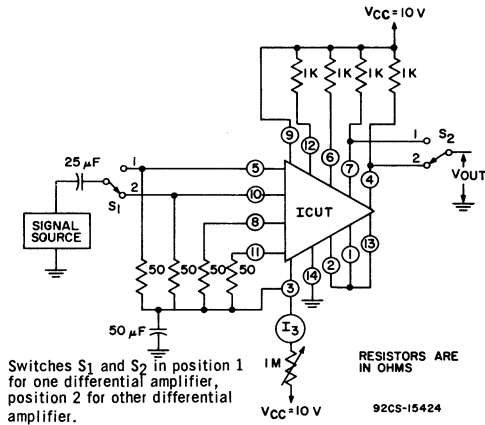 VCC=10 V
1K
1K
1K
1K
S2
1
2
VOUT
9
12
6
7
4
25 µF
1
2
S1
5
10
8
11
ICUT
SIGNAL
SOURCE
50
50
50
50
3
14
2
1
13
50 µF
I3
1 M
VCC=10 V
RESISTORS ARE
IN OHMS
Switches S1 and S2 in position 1
for one differential amplifier,
position 2 for other differential
amplifier.
92CS-15424